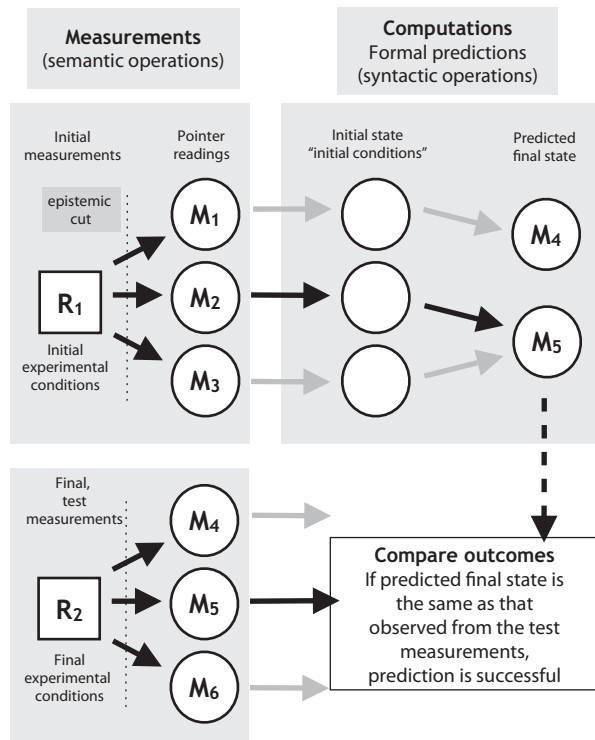 Measurements
(semantic operations)
Computations
Formal predictions
(syntactic operations)
Initial
measurements
Pointer
readings
Initial state
“initial conditions”
Predicted
final state
epistemic
cut
M1
M2
M3
R1
Initial
experimental
conditions
M4
M5
Final,
test
measurements
M4
M5
M6
R2
Final
experimental
conditions
Compare outcomes
If predicted final state is
the same as that
observed from the test
measurements,
prediction is successful